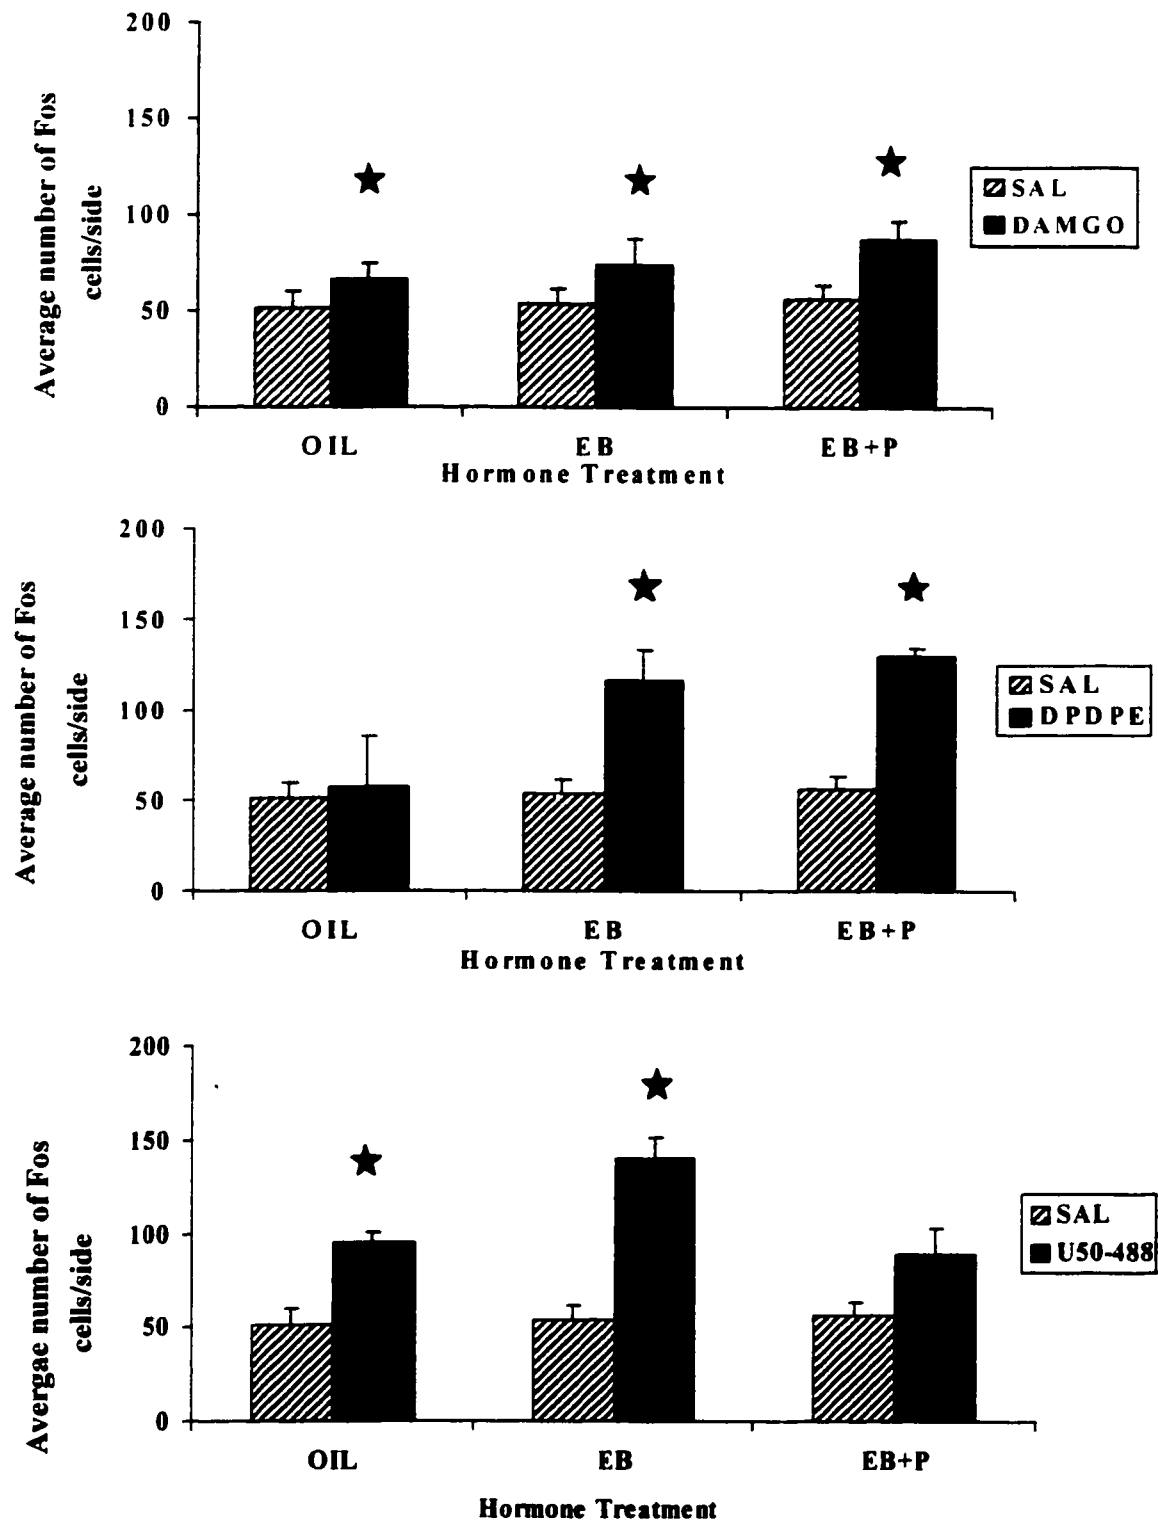 200
150
100
50
0
Average number of Fos
cells/side
SAL
DAMGO
OIL
EB
EB+P
Hormone Treatment
200
150
100
50
0
Average number of Fos
cells/side
SAL
DPDPE
OIL
EB
EB+P
Hormone Treatment
200
150
100
50
0
Avergae number of Fos
cells/side
SAL
U50-488
OIL
EB
EB+P
Hormone Treatment